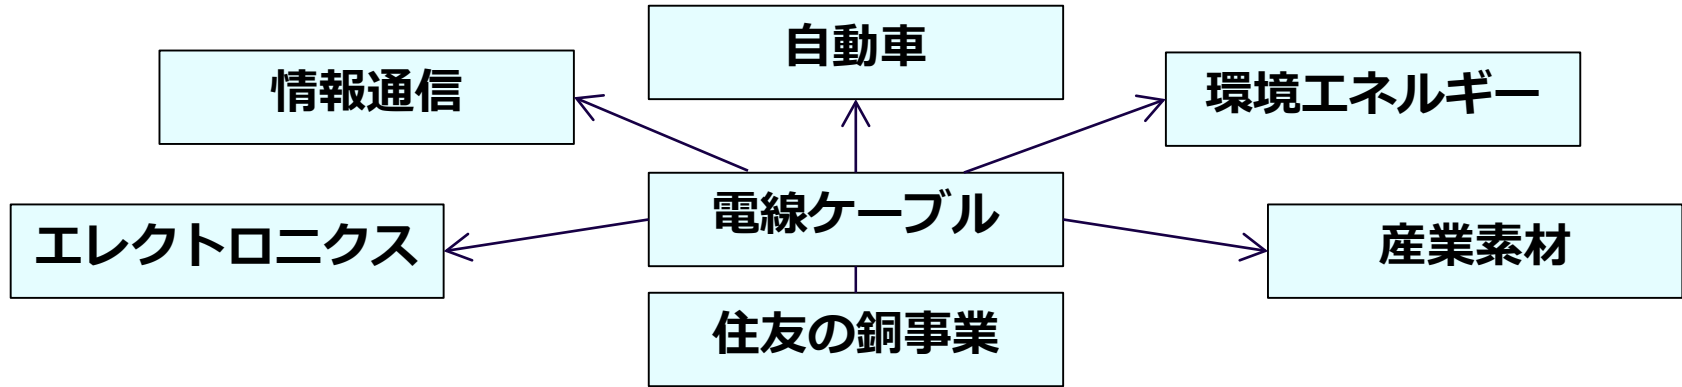 自動車
情報通信
環境エネルギー
電線ケーブル
エレクトロニクス
産業素材
住友の銅事業